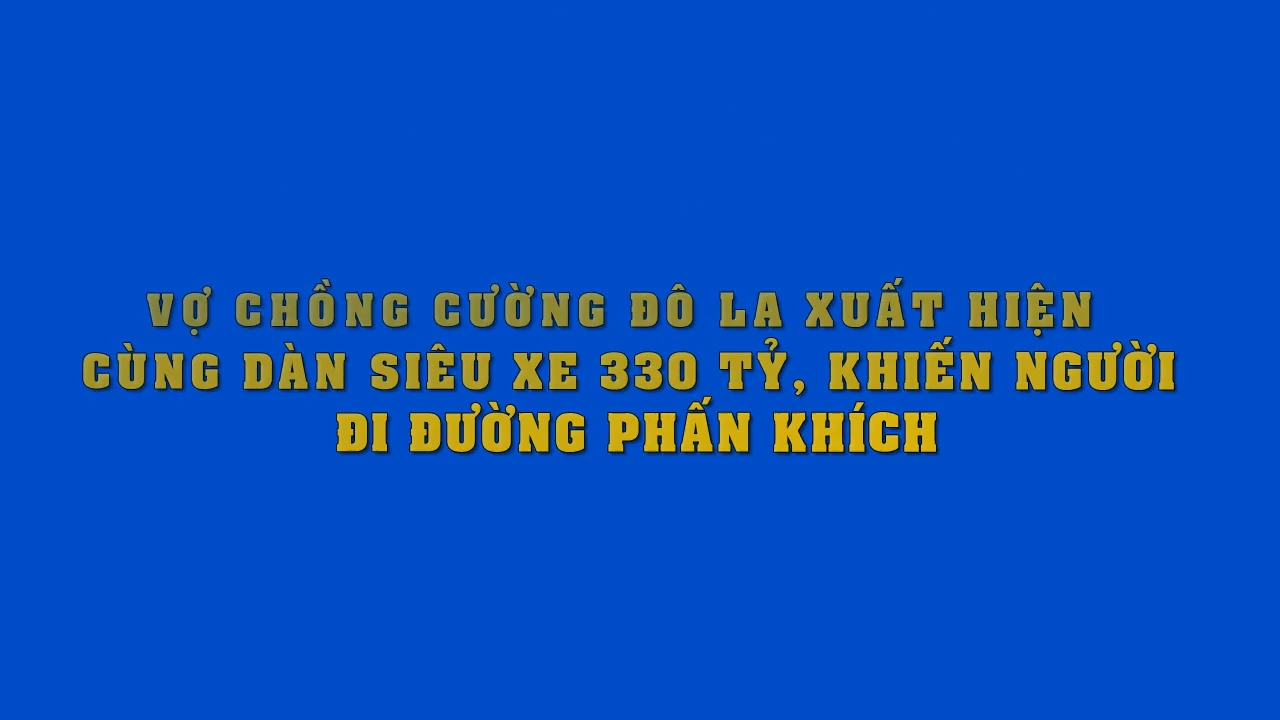 VỢ CHỒNG CƯỜNG ĐÔ LA XUẤT HIỆN
CÙNG DÀN SIÊU XE 330 TỶ, KHIẾN NGƯỜI
ĐI ĐƯỜNG PHẤN KHÍCH